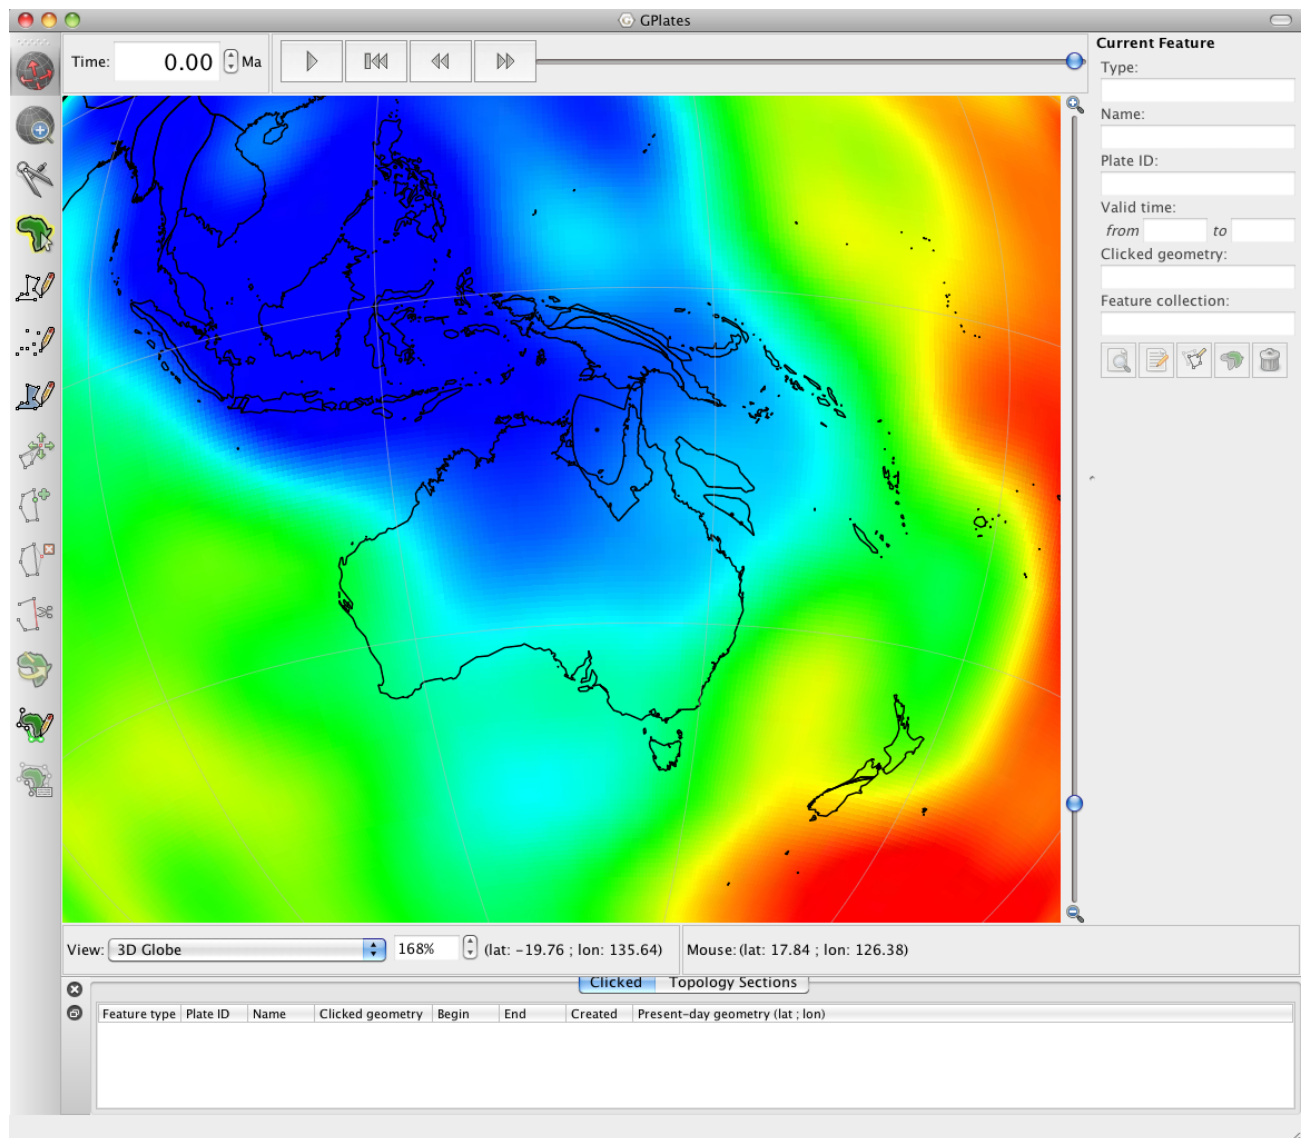 GPlates
Time: 0.00 Ma
Current Feature
Type:
Name:
Plate ID:
Valid time:
from to
Clicked geometry:
Feature collection:
View: 3D Globe 168% (lat: -19.76 ; lon: 135.64) Mouse: (lat: 17.84 ; lon: 126.38)
Clicked Topology Sections
Feature type Plate ID Name Clicked geometry Begin End Created Present-day geometry (lat ; lon)